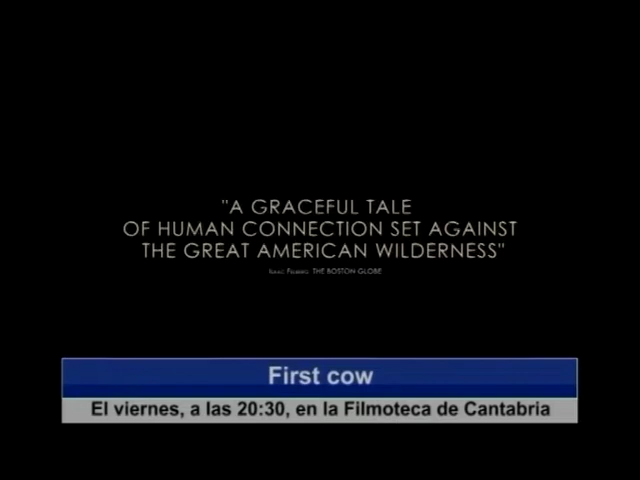 "A GRACEFUL TALE
OF HUMAN CONNECTION SET AGAINST
THE GREAT AMERICAN WILDERNESS"
THE BOSTON GLOBE
First cow
El viernes, a las 20:30, en la Filmoteca de Cantabria